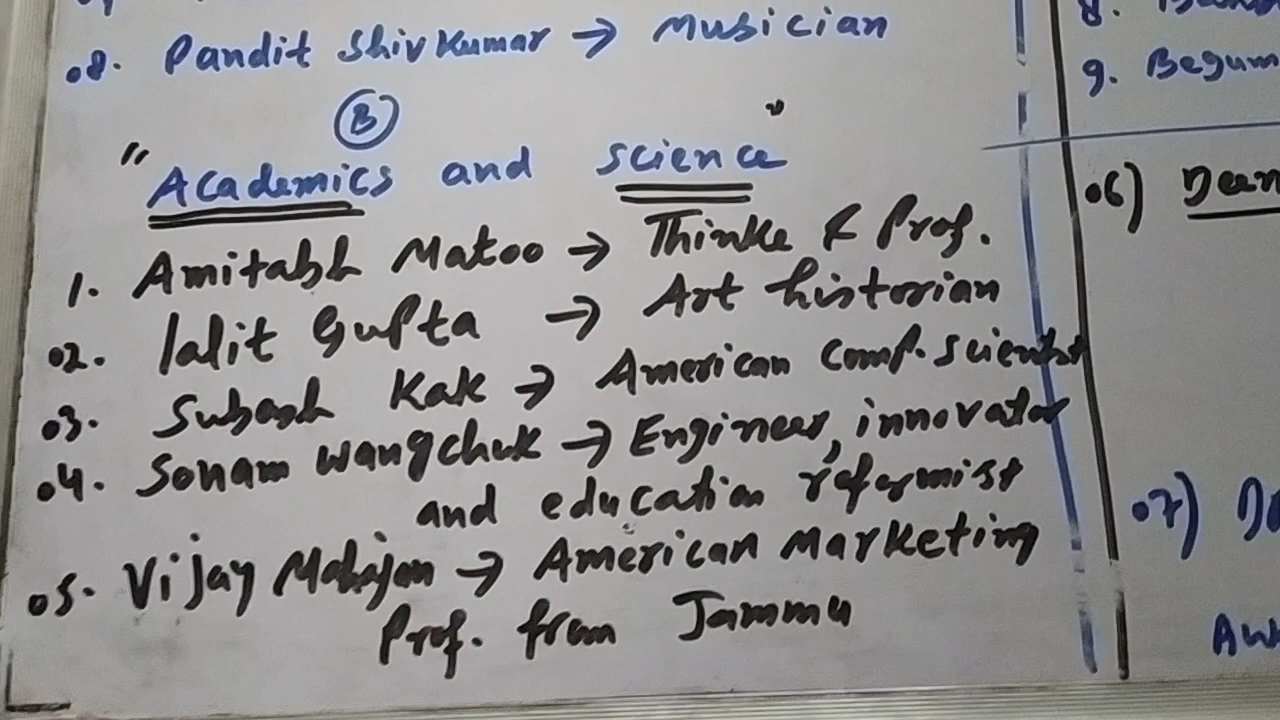 08. Pandit Shivkumar → Musician
B
"Academics and science"
1. Amitabh Matoo → Thinke & Prof.
02. lalit Gupta → Art historian
03. Subash Kak → American Comp. scientist
04. Sonam Wangchuk → Engineer, innovator
and education reformist
05. Vijay Mahajan → American Marketing
Prof. from Jammu
8.
9. Begum
06)
07)